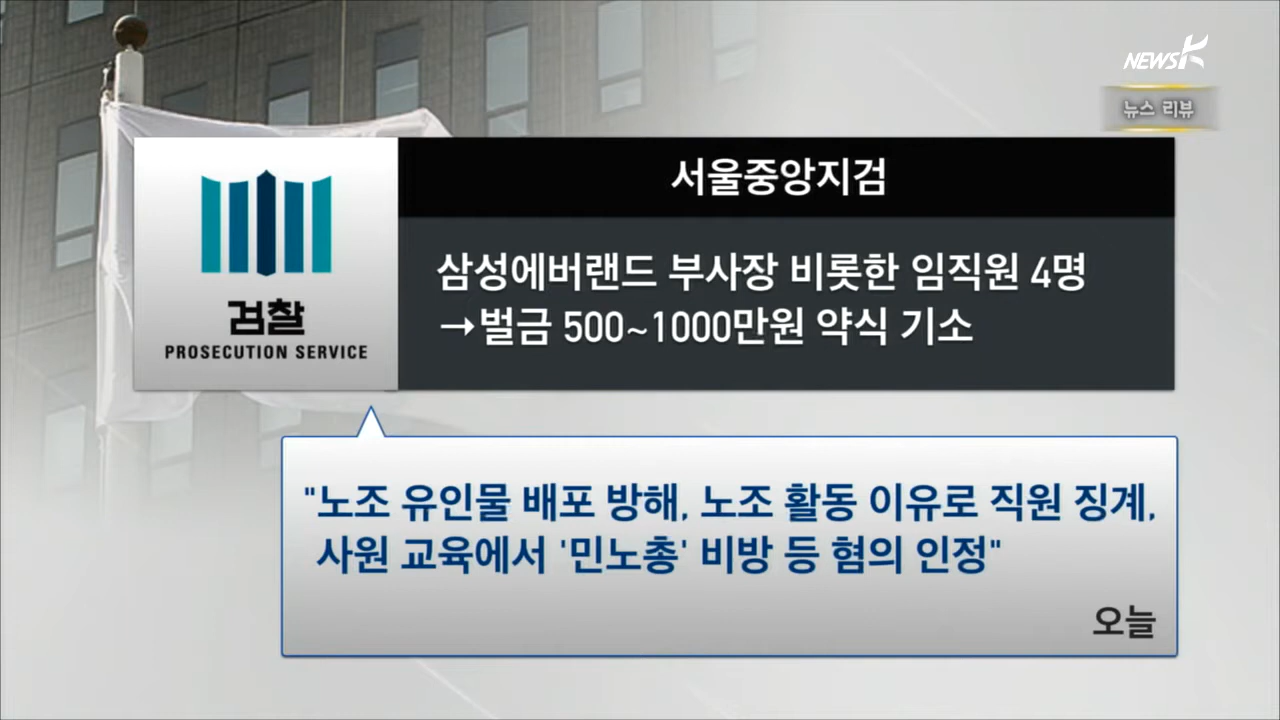 NEWS K
뉴스 리뷰
서울중앙지검
삼성에버랜드 부사장 비롯한 임직원 4명
→벌금 500~1000만원 약식 기소
검찰
PROSECUTION SERVICE
"노조 유인물 배포 방해, 노조 활동 이유로 직원 징계,
사원 교육에서 '민노총' 비방 등 혐의 인정"
오늘